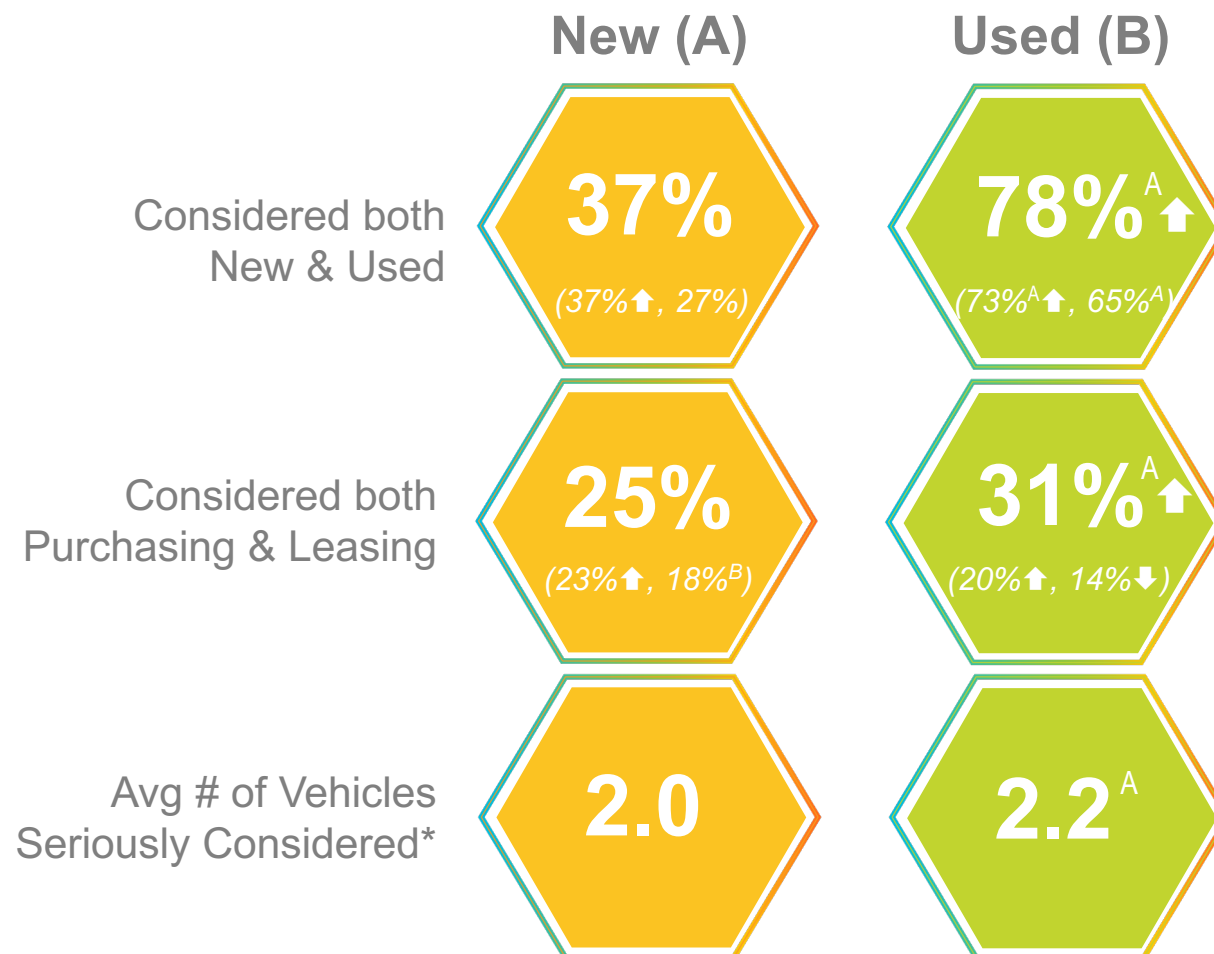 New (A)
Used (B)
Considered both
New & Used
37%
(37%⬆, 27%)
78%ᴬ⬆
(73%ᴬ⬆, 65%ᴬ)
Considered both
Purchasing & Leasing
25%
(23%⬆, 18%ᴮ)
31%ᴬ⬆
(20%⬆, 14%⬇)
Avg # of Vehicles
Seriously Considered*
2.0
2.2ᴬ